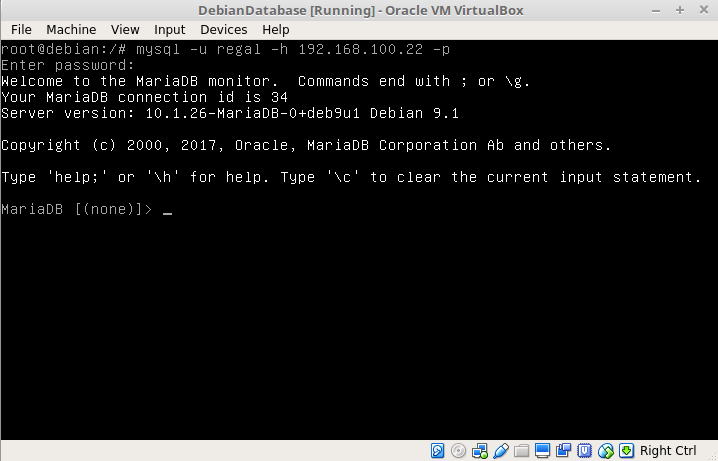 DebianDatabase [Running] - Oracle VM VirtualBox
File Machine View Input Devices Help
root@debian:/# mysql -u regal -h 192.168.100.22 -p
Enter password:
Welcome to the MariaDB monitor.  Commands end with ; or \g.
Your MariaDB connection id is 34
Server version: 10.1.26-MariaDB-0+deb9u1 Debian 9.1
Copyright (c) 2000, 2017, Oracle, MariaDB Corporation Ab and others.
Type 'help;' or '\h' for help. Type '\c' to clear the current input statement.
MariaDB [(none)]> _
Right Ctrl